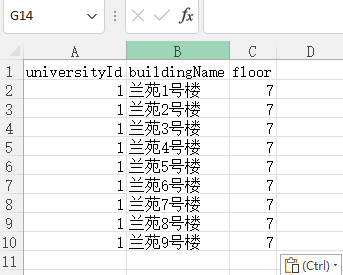 G14 fx
A B C D
1 universityId buildingName floor
2 1 兰苑1号楼 7
3 1 兰苑2号楼 7
4 1 兰苑3号楼 7
5 1 兰苑4号楼 7
6 1 兰苑5号楼 7
7 1 兰苑6号楼 7
8 1 兰苑7号楼 7
9 1 兰苑8号楼 7
10 1 兰苑9号楼 7
11 (Ctrl)